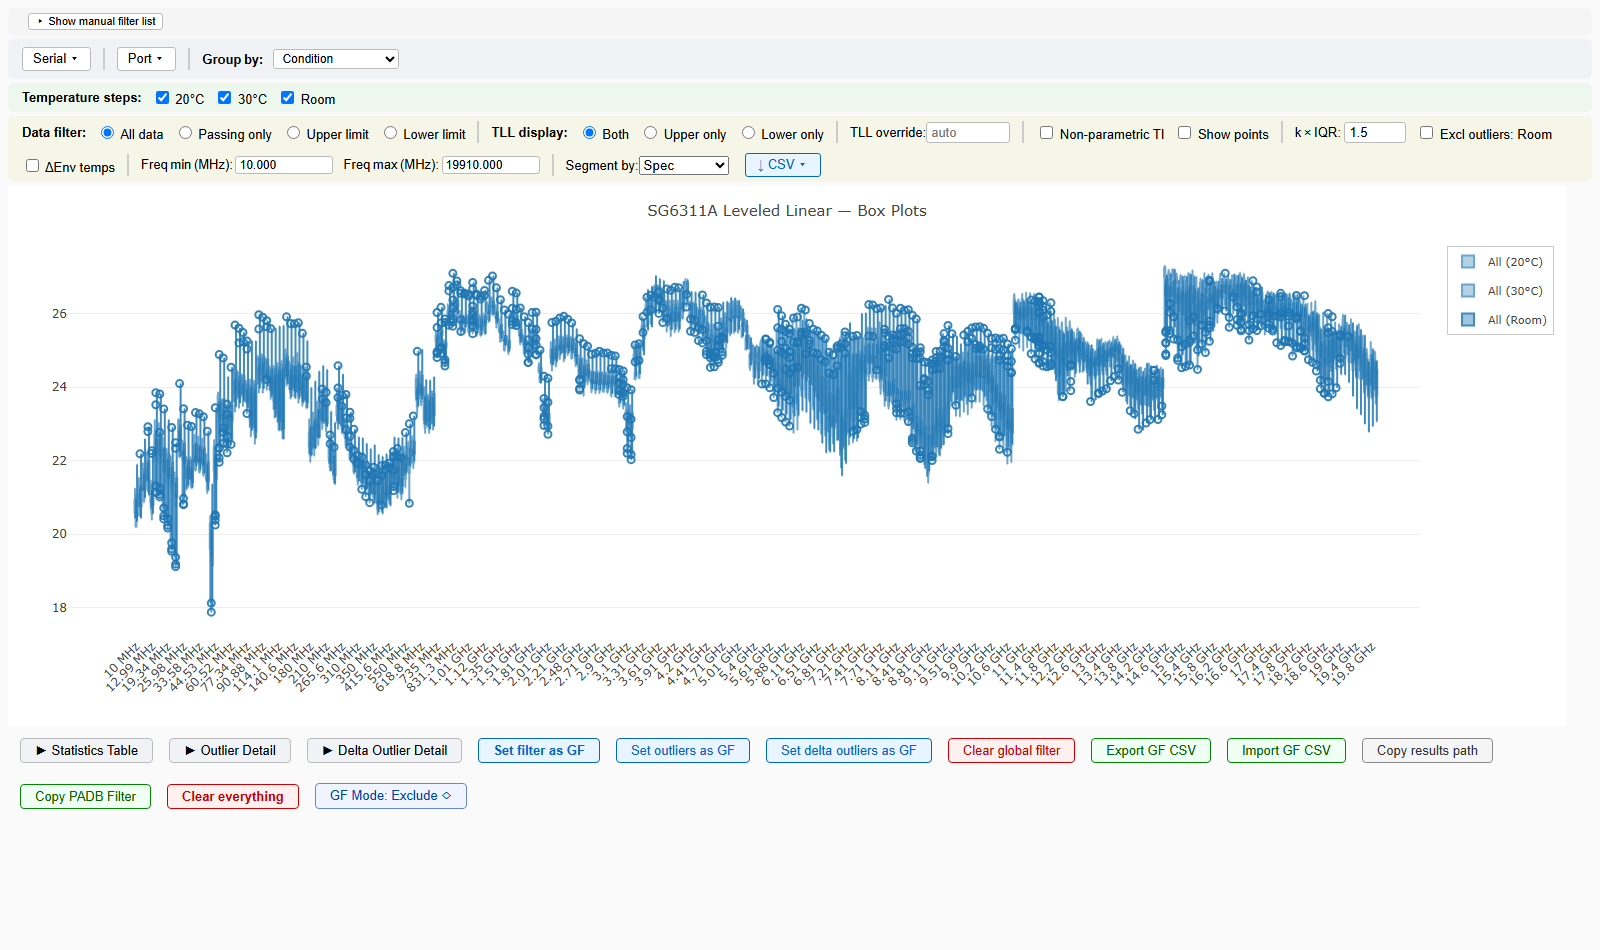 ‣ Show manual filter list
Serial ▾ Port ▾ Group by: Condition
Temperature steps: 20°C 30°C Room
Data filter: All data Passing only Upper limit Lower limit TLL display: Both Upper only Lower only TLL override: auto Non-parametric TI Show points k × IQR: 1.5 Excl outliers: Room
ΔEnv temps Freq min (MHz): 10.000 Freq max (MHz): 19910.000 Segment by: Spec ↓ CSV ▾
SG6311A Leveled Linear — Box Plots
All (20°C)
All (30°C)
All (Room)
26
24
22
20
18
10 MHz 12.99 MHz 19.34 MHz 25.98 MHz 33.58 MHz 44.53 MHz 60.52 MHz 77.34 MHz 90.88 MHz 114.1 MHz 140.6 MHz 180 MHz 210 MHz 265.6 MHz 310 MHz 350 MHz 415.6 MHz 550 MHz 618.8 MHz 735 MHz 831.3 MHz 1.01 GHz 1.12 GHz 1.35 GHz 1.51 GHz 1.81 GHz 2.01 GHz 2.21 GHz 2.48 GHz 2.71 GHz 2.9 GHz 3.1 GHz 3.31 GHz 3.61 GHz 3.91 GHz 4.2 GHz 4.41 GHz 4.71 GHz 5.01 GHz 5.4 GHz 5.61 GHz 5.88 GHz 6.11 GHz 6.51 GHz 6.81 GHz 7.21 GHz 7.41 GHz 7.71 GHz 8.11 GHz 8.41 GHz 8.81 GHz 9.11 GHz 9.51 GHz 9.9 GHz 10.2 GHz 10.6 GHz 11 GHz 11.4 GHz 11.8 GHz 12.2 GHz 12.6 GHz 13 GHz 13.4 GHz 13.8 GHz 14.2 GHz 14.6 GHz 15 GHz 15.4 GHz 15.8 GHz 16.2 GHz 16.6 GHz 17 GHz 17.4 GHz 17.8 GHz 18.2 GHz 18.6 GHz 19 GHz 19.4 GHz 19.8 GHz
▶ Statistics Table ▶ Outlier Detail ▶ Delta Outlier Detail Set filter as GF Set outliers as GF Set delta outliers as GF Clear global filter Export GF CSV Import GF CSV Copy results path
Copy PADB Filter Clear everything GF Mode: Exclude ◇